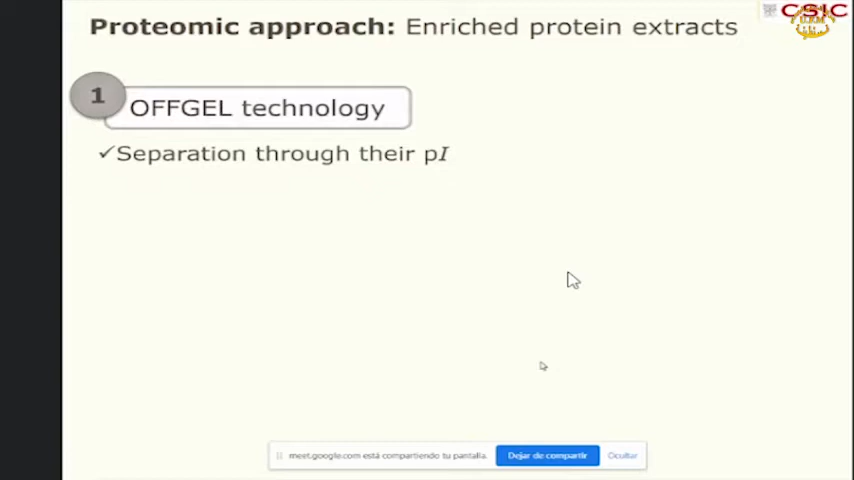 CSIC
Proteomic approach: Enriched protein extracts
1
OFFGEL technology
✓Separation through their pI
meet.google.com está compartiendo tu pantalla.
Dejar de compartir
Ocultar